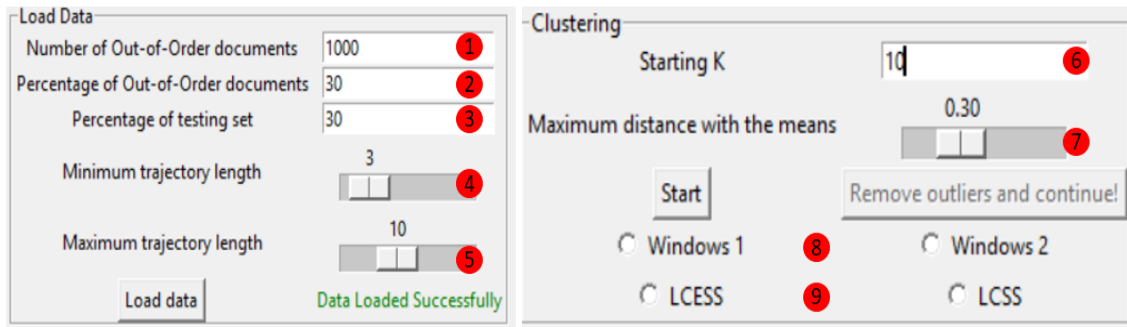 Load Data
Number of Out-of-Order documents 1000 1
Percentage of Out-of-Order documents 30 2
Percentage of testing set 30 3
3
Minimum trajectory length 4
10
Maximum trajectory length 5
Load data Data Loaded Successfully
Clustering
Starting K 10 6
0.30
Maximum distance with the means 7
Start Remove outliers and continue!
Windows 1 8 Windows 2
LCESS 9 LCSS